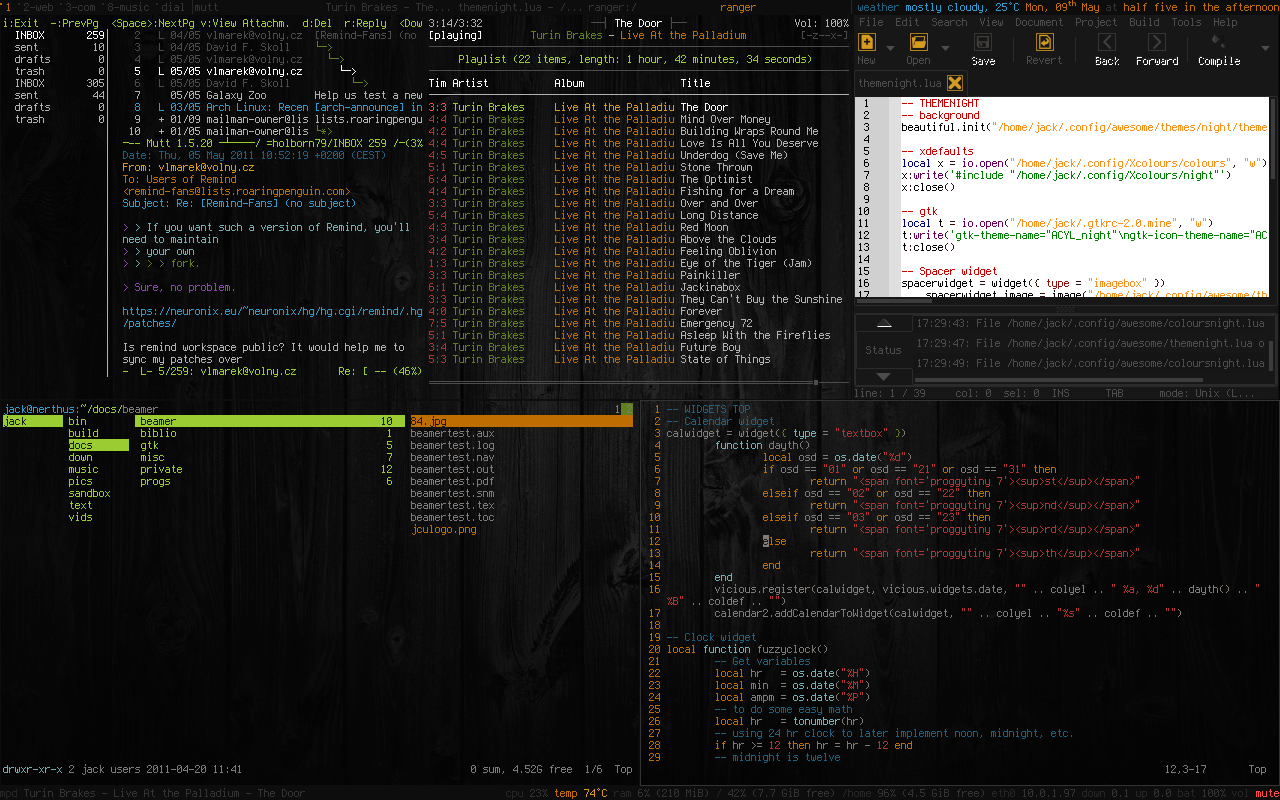 1 2-web 3-com 8-music dial mutt Turin Brakes - The... themenight.lua - /... ranger:/ ranger
weather mostly cloudy, 25°C Mon, 09th May at half five in the afternoon
i:Exit -:PrevPg <Space>:NextPg v:View Attachm. d:Del r:Reply <Dow
INBOX 259
sent 10
drafts 0
trash 0
INBOX 305
sent 44
drafts 0
trash 0
2 L 04/05 vlmarek@volny.cz [Remind-Fans] (no
3 L 04/05 David F. Skoll
4 L 05/05 vlmarek@volny.cz
5 L 05/05 vlmarek@volny.cz
6 L 05/05 David F. Skoll
7 05/05 Galaxy Zoo Help us test a new
8 L 03/05 Arch Linux: Recen [arch-announce] in
9 + 01/09 mailman-owner@lis lists.roaringpengu
10 + 01/05 mailman-owner@lis
-- Mutt 1.5.20 /=holborn79/INBOX 259 /-(3%
Date: Thu, 05 May 2011 10:52:19 +0200 (CEST)
From: vlmarek@volny.cz
To: Users of Remind
<remind-fans@lists.roaringpenguin.com>
Subject: Re: [Remind-Fans] (no subject)
> > If you want such a version of Remind, you'll
need to maintain
> > your own
> > > > fork.
> Sure, no problem.
https://neuronix.eu/~neuronix/hg/hg.cgi/remind/.hg
/patches/
Is remind workspace public? It would help me to
sync my patches over
- L- 5/259: vlmarek@volny.cz Re: [ -- (46%)
3:14/3:32 The Door Vol: 100%
[playing] Turin Brakes - Live At the Palladium [-z--x-]
Playlist (22 items, length: 1 hour, 42 minutes, 34 seconds)
Tim Artist Album Title
3:3 Turin Brakes Live At the Palladiu The Door
4:4 Turin Brakes Live At the Palladiu Mind Over Money
4:2 Turin Brakes Live At the Palladiu Building Wraps Round Me
4:4 Turin Brakes Live At the Palladiu Love Is All You Deserve
4:5 Turin Brakes Live At the Palladiu Underdog (Save Me)
5:1 Turin Brakes Live At the Palladiu Stone Thrown
6:4 Turin Brakes Live At the Palladiu The Optimist
4:4 Turin Brakes Live At the Palladiu Fishing for a Dream
3:3 Turin Brakes Live At the Palladiu Over and Over
5:4 Turin Brakes Live At the Palladiu Long Distance
4:3 Turin Brakes Live At the Palladiu Red Moon
3:4 Turin Brakes Live At the Palladiu Above the Clouds
4:2 Turin Brakes Live At the Palladiu Feeling Oblivion
1:3 Turin Brakes Live At the Palladiu Eye of the Tiger (Jam)
3:3 Turin Brakes Live At the Palladiu Painkiller
6:1 Turin Brakes Live At the Palladiu Jackinabox
3:3 Turin Brakes Live At the Palladiu They Can't Buy the Sunshine
4:0 Turin Brakes Live At the Palladiu Forever
7:5 Turin Brakes Live At the Palladiu Emergency 72
5:1 Turin Brakes Live At the Palladiu Asleep With the Fireflies
3:4 Turin Brakes Live At the Palladiu Future Boy
5:3 Turin Brakes Live At the Palladiu State of Things
File Edit Search View Document Project Build Tools Help
New Open Save Revert Back Forward Compile
themenight.lua
1 -- THEMENIGHT
2 -- background
3 beautiful.init("/home/jack/.config/awesome/themes/night/theme
4
5 -- xdefaults
6 local x = io.open("/home/jack/.config/Xcolours/colours", "w")
7 x:write('#include "/home/jack/.config/Xcolours/night"')
8 x:close()
9
10 -- gtk
11 local t = io.open("/home/jack/.gtkrc-2.0.mine", "w")
12 t:write('gtk-theme-name="ACYL_night"\ngtk-icon-theme-name="AC
13 t:close()
14
15 -- Spacer widget
16 spacerwidget = widget({ type = "imagebox" })
17 spacerwidget.image = image("/home/jack/.config/awesome/th
Status
17:29:43: File /home/jack/.config/awesome/coloursnight.lua
17:29:47: File /home/jack/.config/awesome/themenight.lua o
17:29:49: File /home/jack/.config/awesome/coloursnight.lua
line: 1 / 39 col: 0 sel: 0 INS TAB mode: Unix (L...
jack@nerthus:~/docs/beamer 1 2
jack bin beamer 10 84.jpg
build biblio 1 beamertest.aux
docs gtk 5 beamertest.log
down misc 7 beamertest.nav
music private 12 beamertest.out
pics progs 6 beamertest.pdf
sandbox beamertest.snm
text beamertest.tex
vids beamertest.toc
jculogo.png
drwxr-xr-x 2 jack users 2011-04-20 11:41 0 sum, 4.52G free 1/6 Top
1 -- WIDGETS TOP
2 -- Calendar widget
3 calwidget = widget({ type = "textbox" })
4 function dayth()
5 local osd = os.date("%d")
6 if osd == "01" or osd == "21" or osd == "31" then
7 return "<span font='proggytiny 7'><sup>st</sup></span>"
8 elseif osd == "02" or osd == "22" then
9 return "<span font='proggytiny 7'><sup>nd</sup></span>"
10 elseif osd == "03" or osd == "23" then
11 return "<span font='proggytiny 7'><sup>rd</sup></span>"
12 else
13 return "<span font='proggytiny 7'><sup>th</sup></span>"
14 end
15 end
16 vicious.register(calwidget, vicious.widgets.date, "" .. colyel .. " %a, %d" .. dayth() .. "
%B" .. coldef .. "")
17 calendar2.addCalendarToWidget(calwidget, "" .. colyel .. "%s" .. coldef .. "")
18
19 -- Clock widget
20 local function fuzzyclock()
21 -- Get variables
22 local hr = os.date("%H")
23 local min = os.date("%M")
24 local ampm = os.date("%P")
25 -- to do some easy math
26 local hr = tonumber(hr)
27 -- using 24 hr clock to later implement noon, midnight, etc.
28 if hr >= 12 then hr = hr - 12 end
29 -- midnight is twelve
12,3-17 Top
mpd Turin Brakes - Live At the Palladium - The Door cpu 23% temp 74°C ram 6% (210 MiB) / 42% (7.7 GiB free) /home 96% (4.5 GiB free) eth0 10.0.1.97 down 0.1 up 0.0 bat 100% vol mute